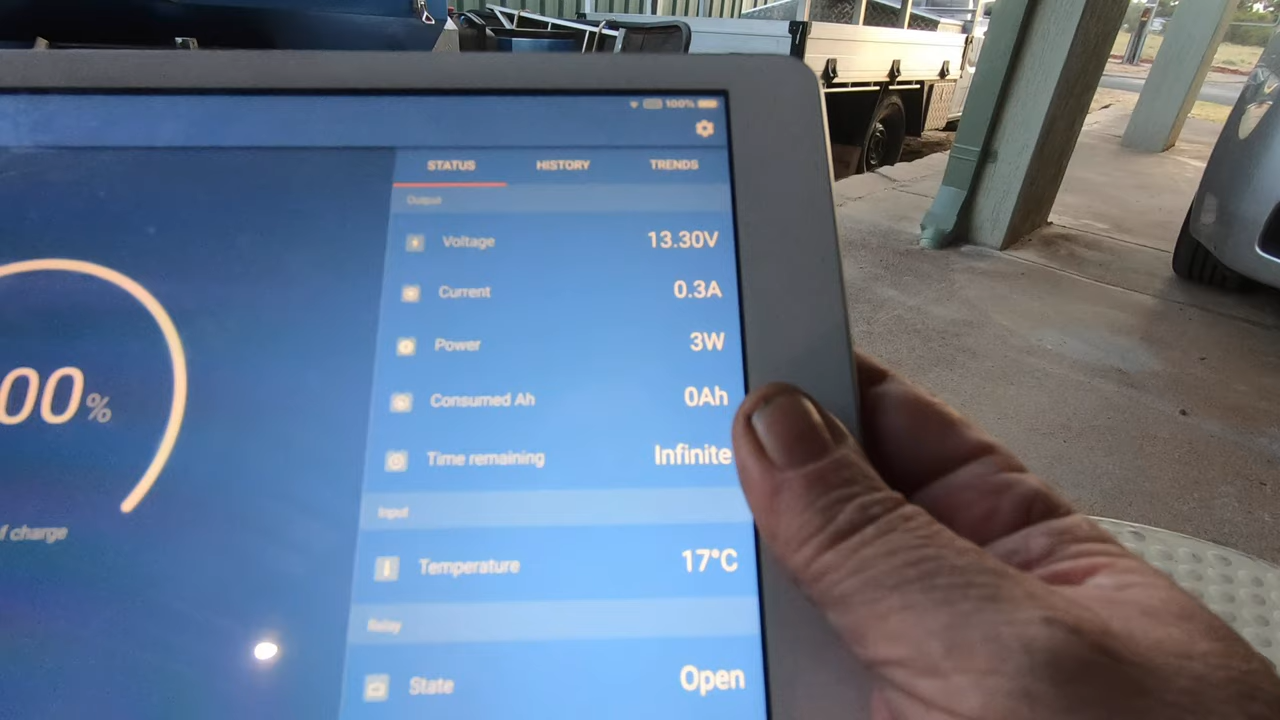 100%
STATUS HISTORY TRENDS
Output
Voltage 13.30V
Current 0.3A
Power 3W
Consumed Ah 0Ah
00%
Time remaining Infinite
Input
f charge
Temperature 17°C
Relay
State Open